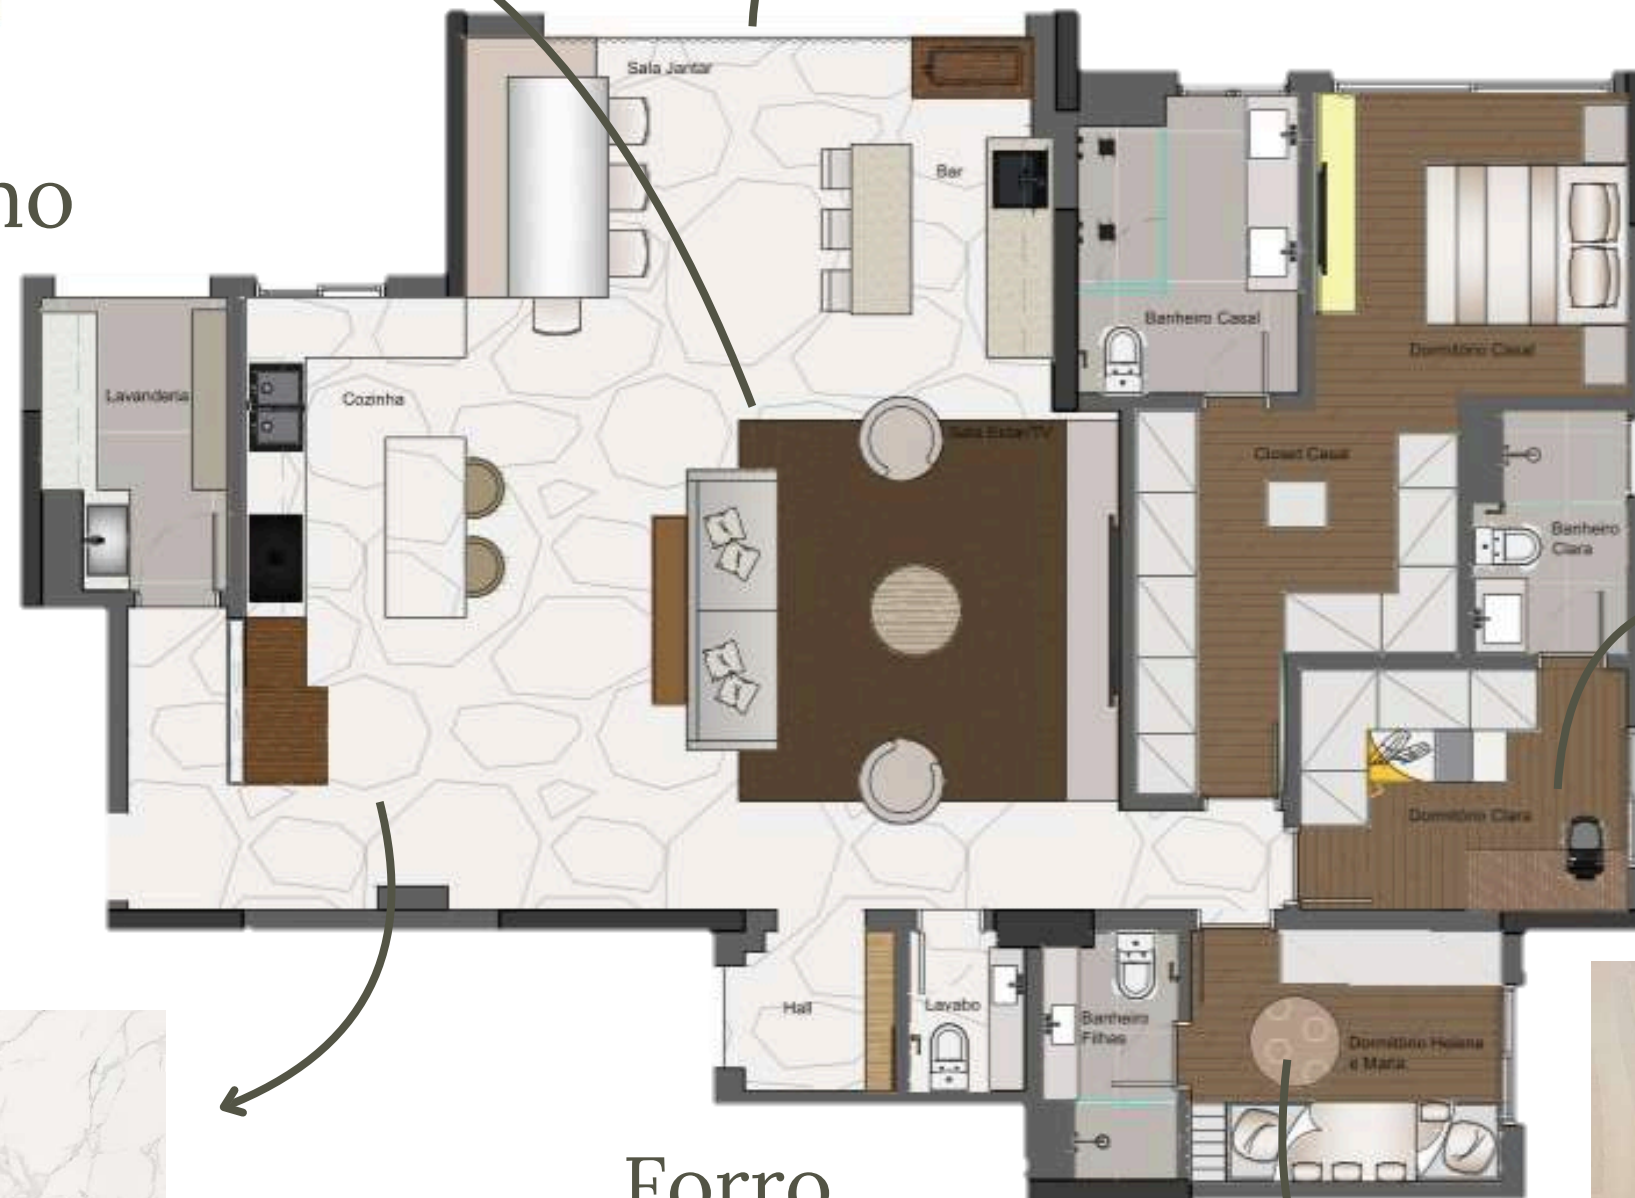 Sala Jantar
Bar
no
Banheiro Casal
Dormitório Casal
Lavanderia
Cozinha
Sala Estar/TV
Closet Casal
Banheiro
Clara
Dormitório Clara
Hall
Lavabo
Banheiro
Filhas
Dormitório Helena
e Maria
Forro